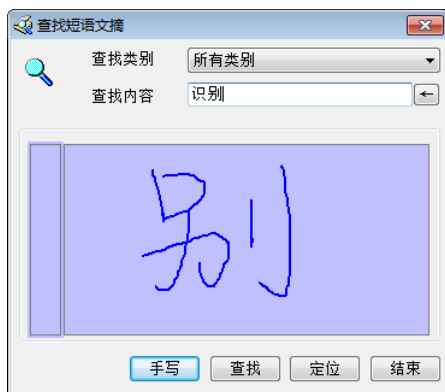 查找短语文摘
查找类别 所有类别
查找内容 识别
别
手写 查找 定位 结束